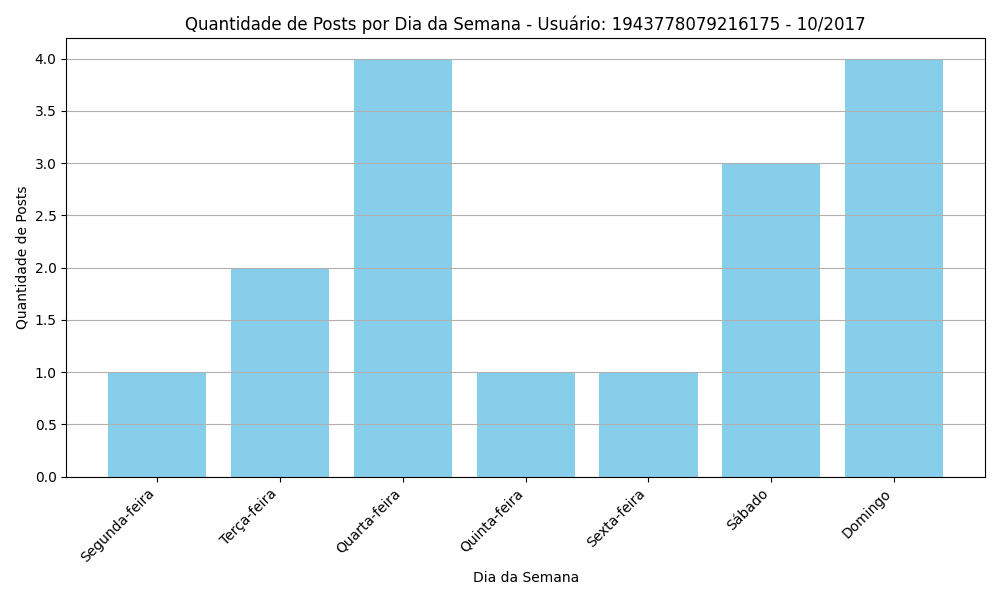 Quantidade de Posts por Dia da Semana - Usuário: 1943778079216175 - 10/2017
Quantidade de Posts
4.0
3.5
3.0
2.5
2.0
1.5
1.0
0.5
0.0
Segunda-feira
Terça-feira
Quarta-feira
Quinta-feira
Sexta-feira
Sábado
Domingo
Dia da Semana